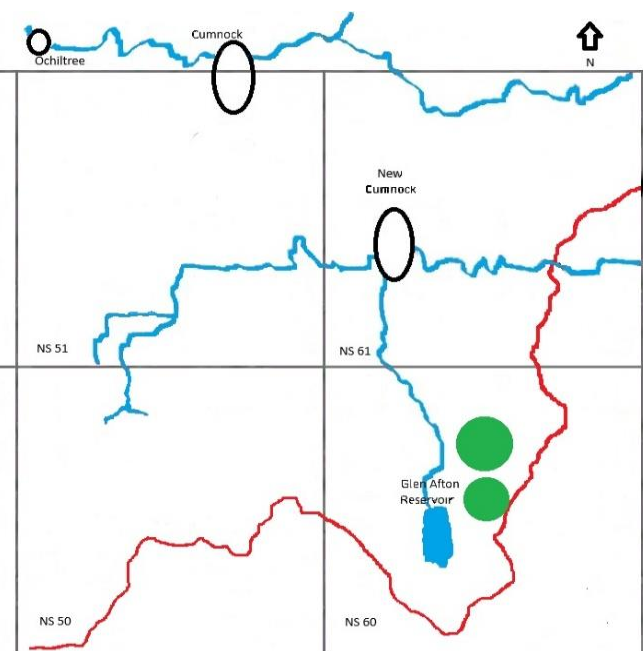 Cumnock
Ochiltree
N
New
Cumnock
NS 51
NS 61
Glen Afton
Reservoir
NS 50
NS 60